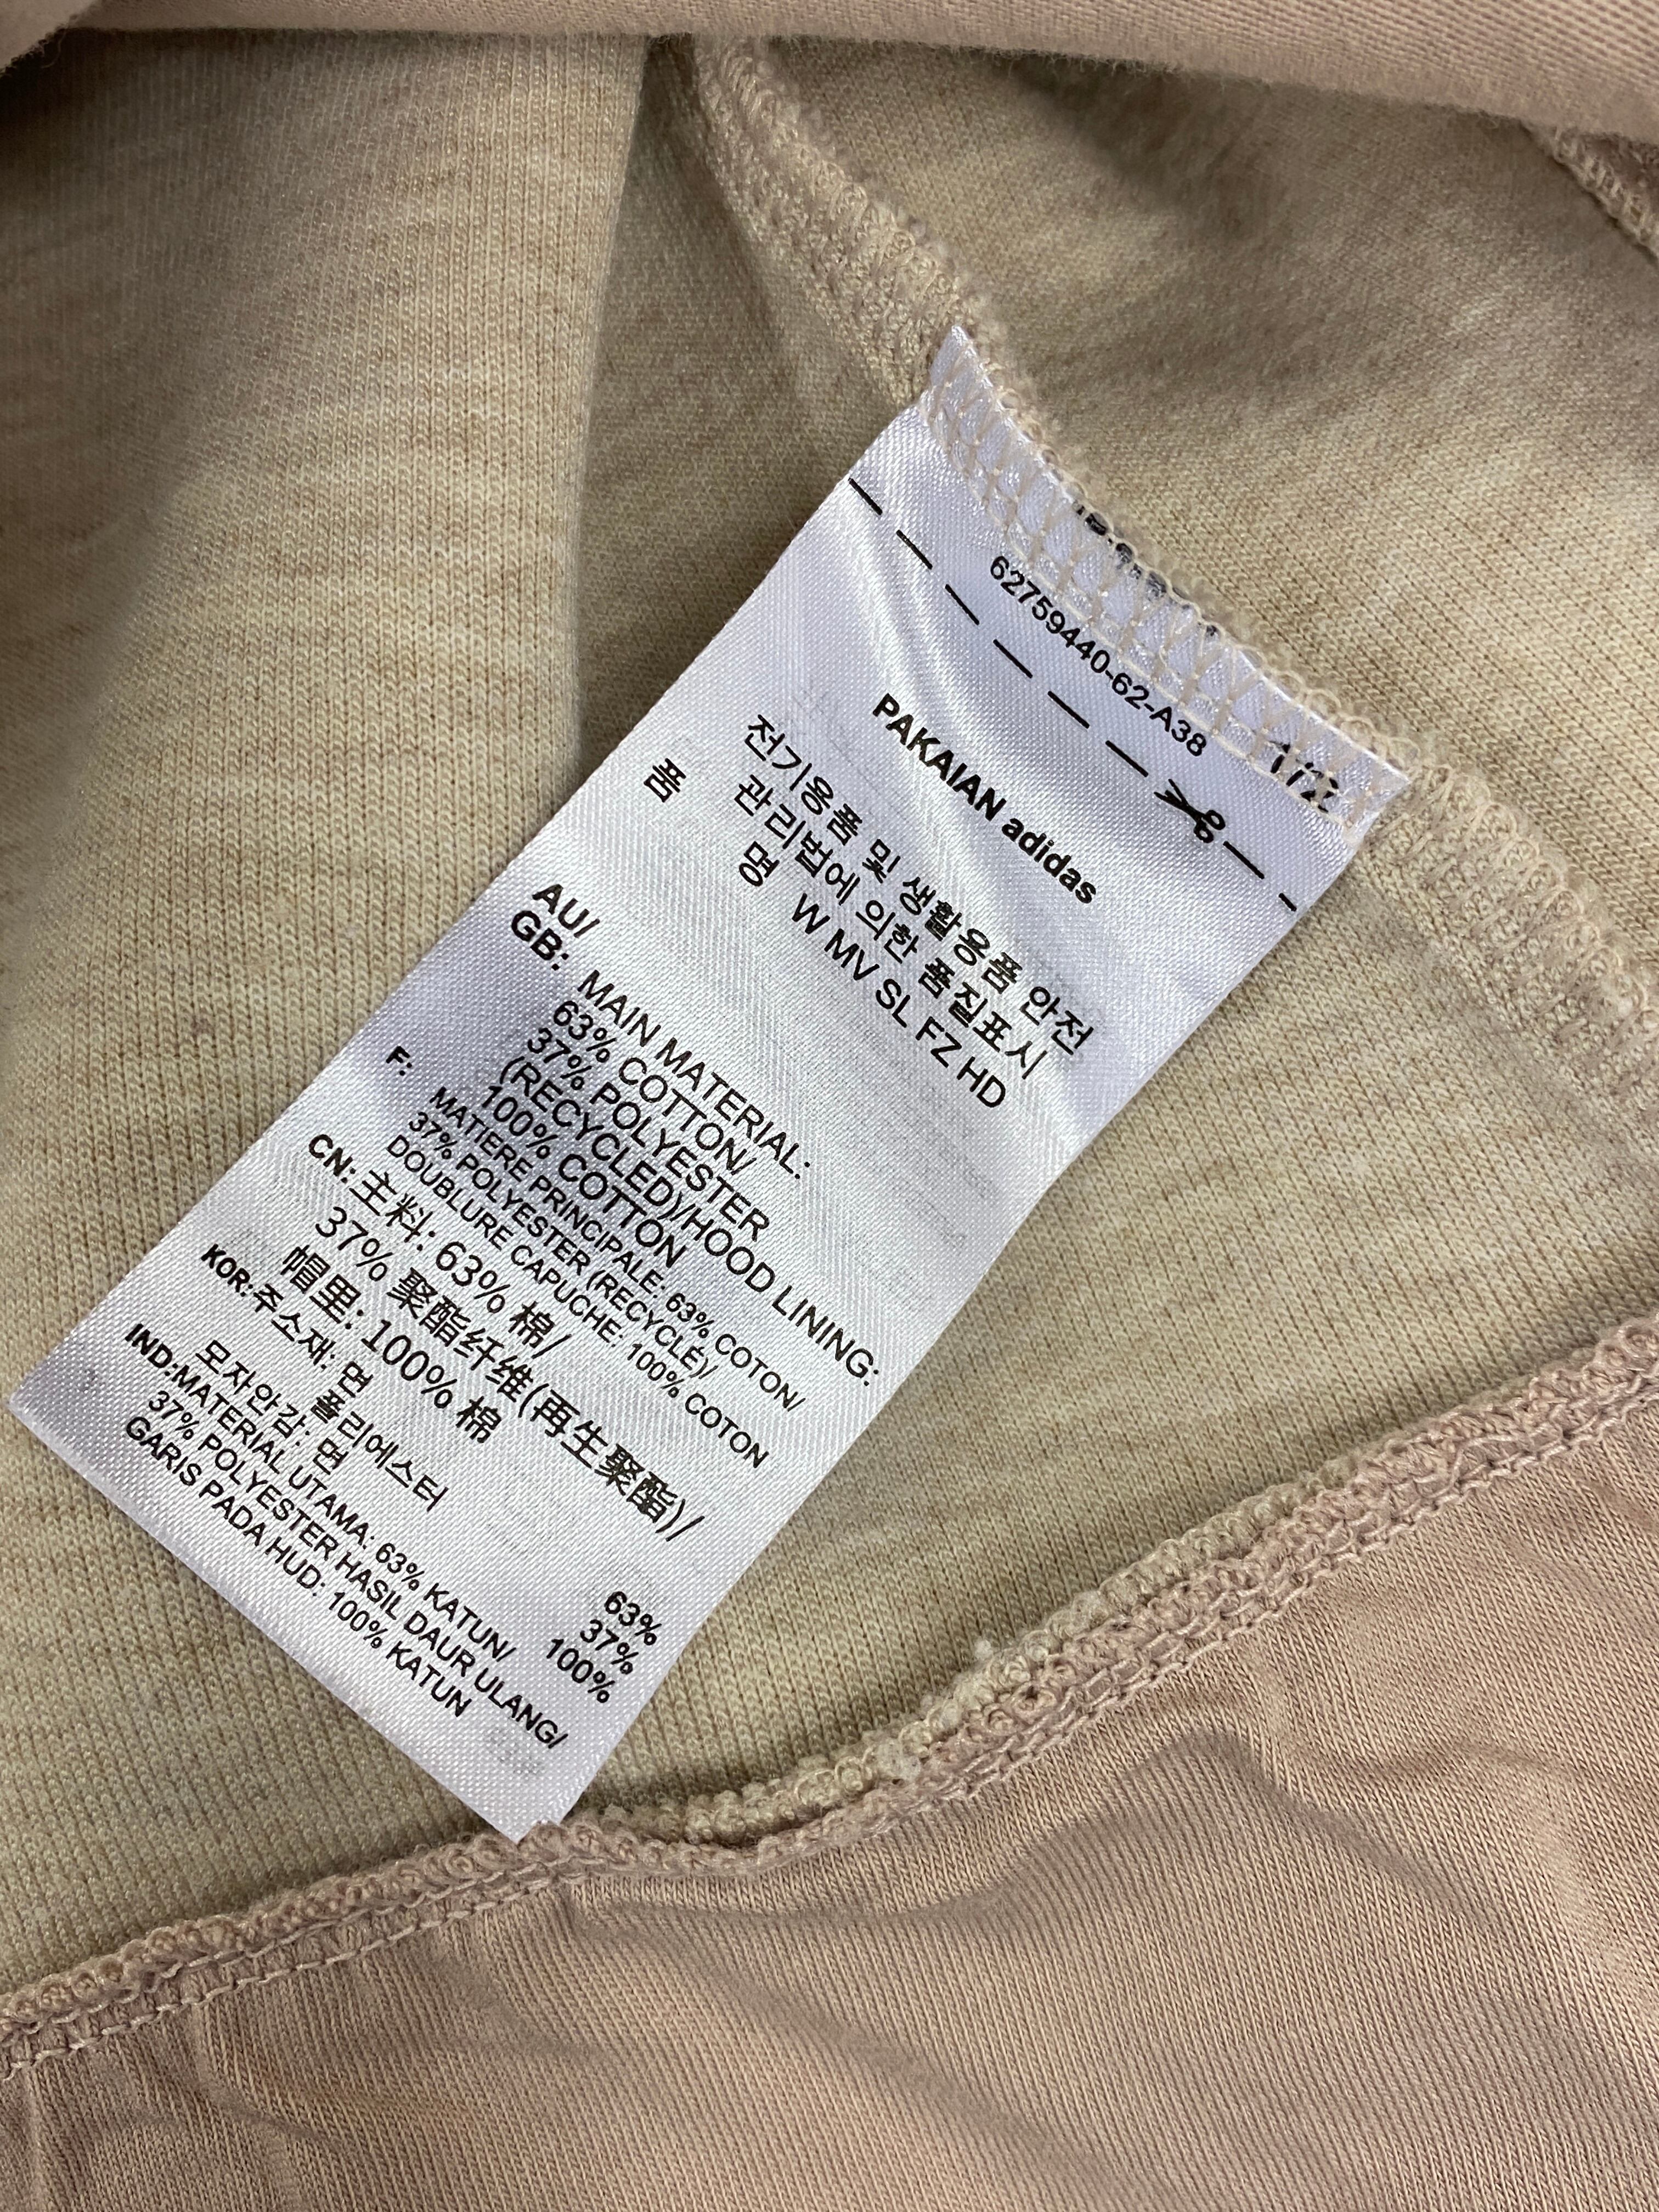 62759440-62-A38
1/2
PAKAIAN adidas
전기용품 및 생활용품 안전
관리법에 의한 품질표시
품 명 W MV SL FZ HD
AU/
GB: MAIN MATERIAL:
63% COTTON/
37% POLYESTER
(RECYCLED)/HOOD LINING:
100% COTTON
F: MATIERE PRINCIPALE: 63% COTON/
37% POLYESTER (RECYCLÉ)/
DOUBLURE CAPUCHE: 100% COTON
CN: 主料: 63% 棉/
37% 聚酯纤维(再生聚酯)/
帽里: 100% 棉
KOR: 주소재: 면 63%
폴리에스터 37%
모자안감: 면 100%
IND: MATERIAL UTAMA: 63% KATUN/
37% POLYESTER HASIL DAUR ULANG/
GARIS PADA HUD: 100% KATUN